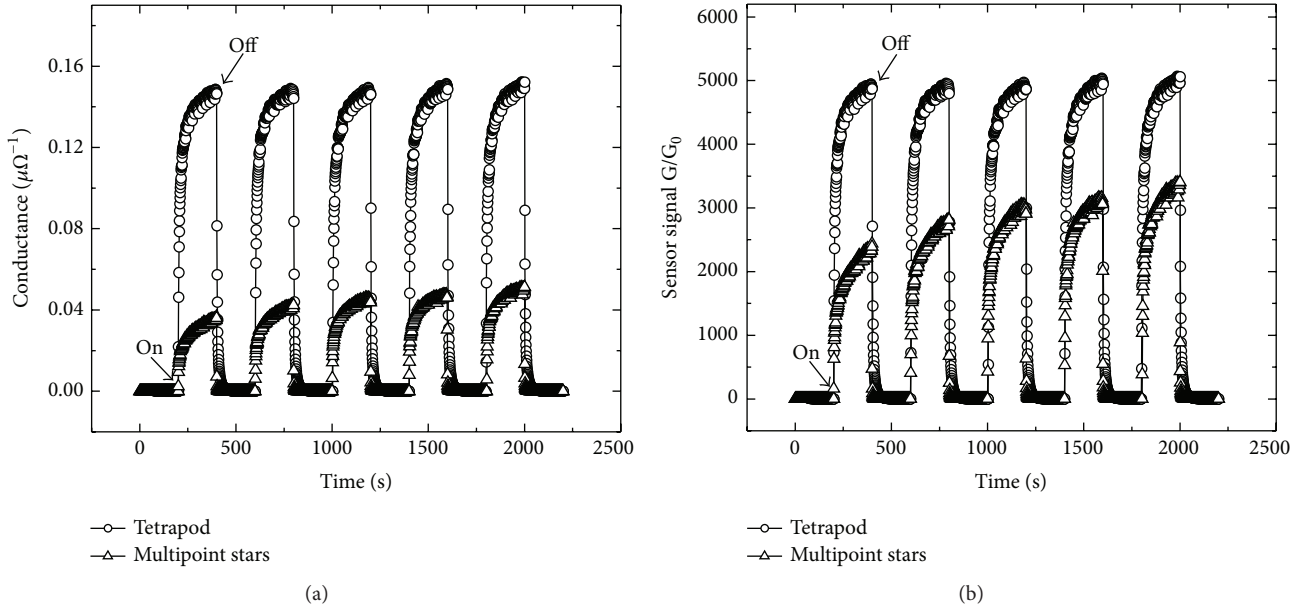 0.16
0.12
0.08
0.04
0.00
Conductance (μΩ⁻¹)
Off
On
0
500
1000
1500
2000
2500
Time (s)
Tetrapod
Multipoint stars
(a)
6000
5000
4000
3000
2000
1000
0
Sensor signal G/G₀
Off
On
0
500
1000
1500
2000
2500
Time (s)
Tetrapod
Multipoint stars
(b)